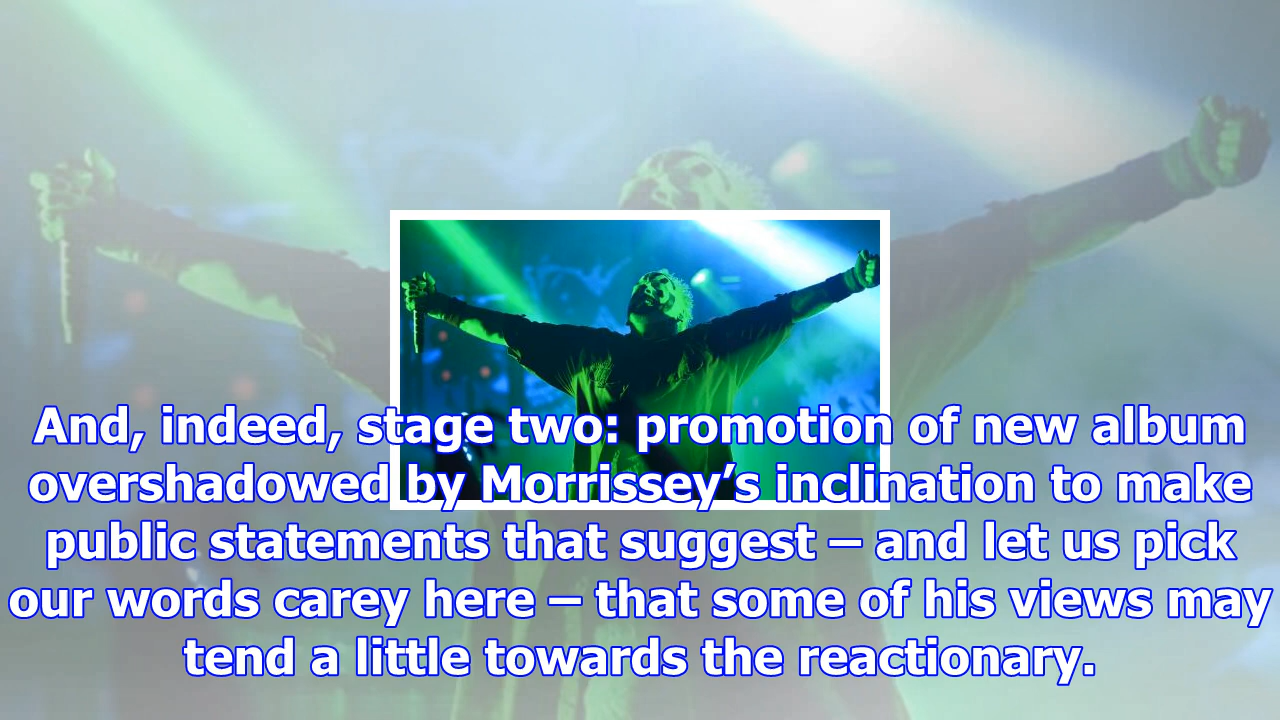 And, indeed, stage two: promotion of new album
overshadowed by Morrissey’s inclination to make
public statements that suggest – and let us pick
our words carey here – that some of his views may
tend a little towards the reactionary.